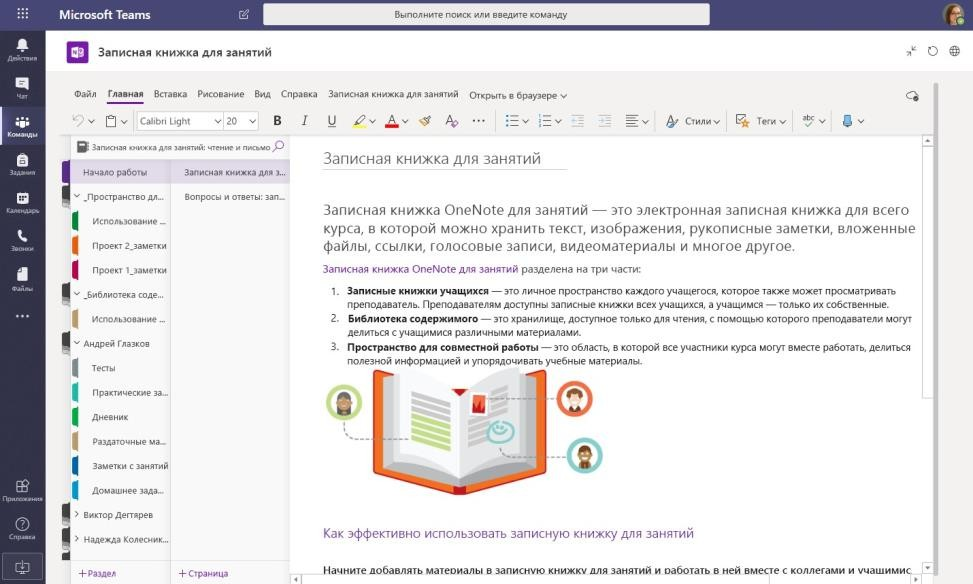 Microsoft Teams
Выполните поиск или введите команду
Действия
Чат
Команды
Задания
Календарь
Звонки
Файлы
Приложения
Справка
Записная книжка для занятий
Файл Главная Вставка Рисование Вид Справка Записная книжка для занятий Открыть в браузере
Calibri Light 20 B I U A A Стили Теги abc
Записная книжка для занятий: чтение и письмо
Начало работы
_Пространство дл...
Использование ...
Проект 2_заметки
Проект 1_заметки
_Библиотека соде...
Использование ...
Андрей Глазков
Тесты
Практические за...
Дневник
Раздаточные ма...
Заметки с занятий
Домашнее зада...
Виктор Дегтярев
Надежда Колесник...
+Раздел
Записная книжка для з...
Вопросы и ответы: зап...
+Страница
Записная книжка для занятий
Записная книжка OneNote для занятий — это электронная записная книжка для всего
курса, в которой можно хранить текст, изображения, рукописные заметки, вложенные
файлы, ссылки, голосовые записи, видеоматериалы и многое другое.
Записная книжка OneNote для занятий разделена на три части:
1. Записные книжки учащихся — это личное пространство каждого учащегося, которое также может просматривать
преподаватель. Преподавателям доступны записные книжки всех учащихся, а учащимся — только их собственные.
2. Библиотека содержимого — это хранилище, доступное только для чтения, с помощью которого преподаватели могут
делиться с учащимися различными материалами.
3. Пространство для совместной работы — это область, в которой все участники курса могут вместе работать, делиться
полезной информацией и упорядочивать учебные материалы.
Как эффективно использовать записную книжку для занятий
Начните добавлять материалы в записную книжку для занятий и работать в ней вместе с коллегами и учащимис